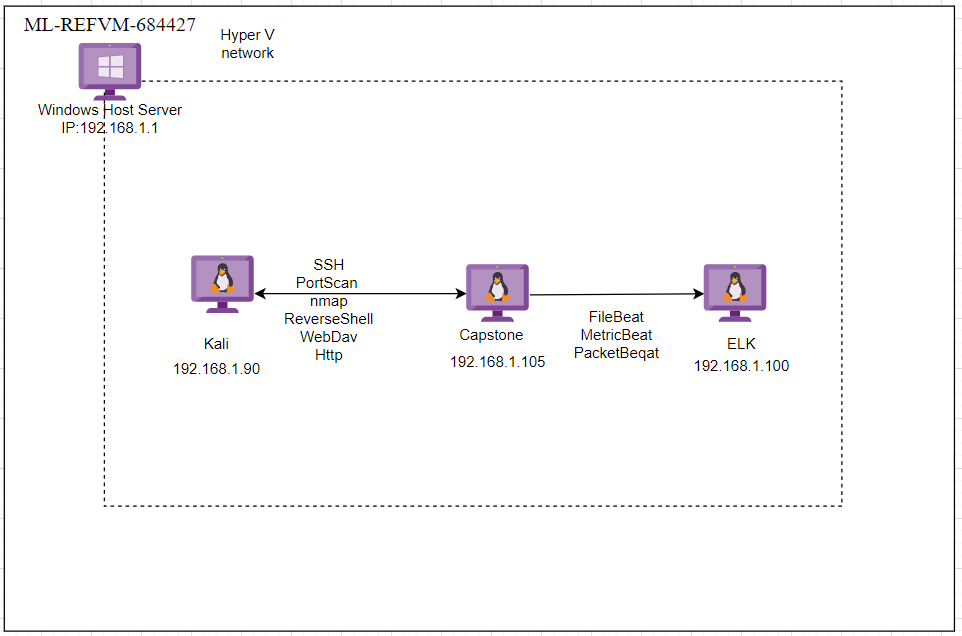 ML-REFVM-684427
Hyper V
network
Windows Host Server
IP:192.168.1.1
SSH
PortScan
nmap
ReverseShell
WebDav
Http
Kali
192.168.1.90
Capstone
192.168.1.105
FileBeat
MetricBeat
PacketBeqat
ELK
192.168.1.100